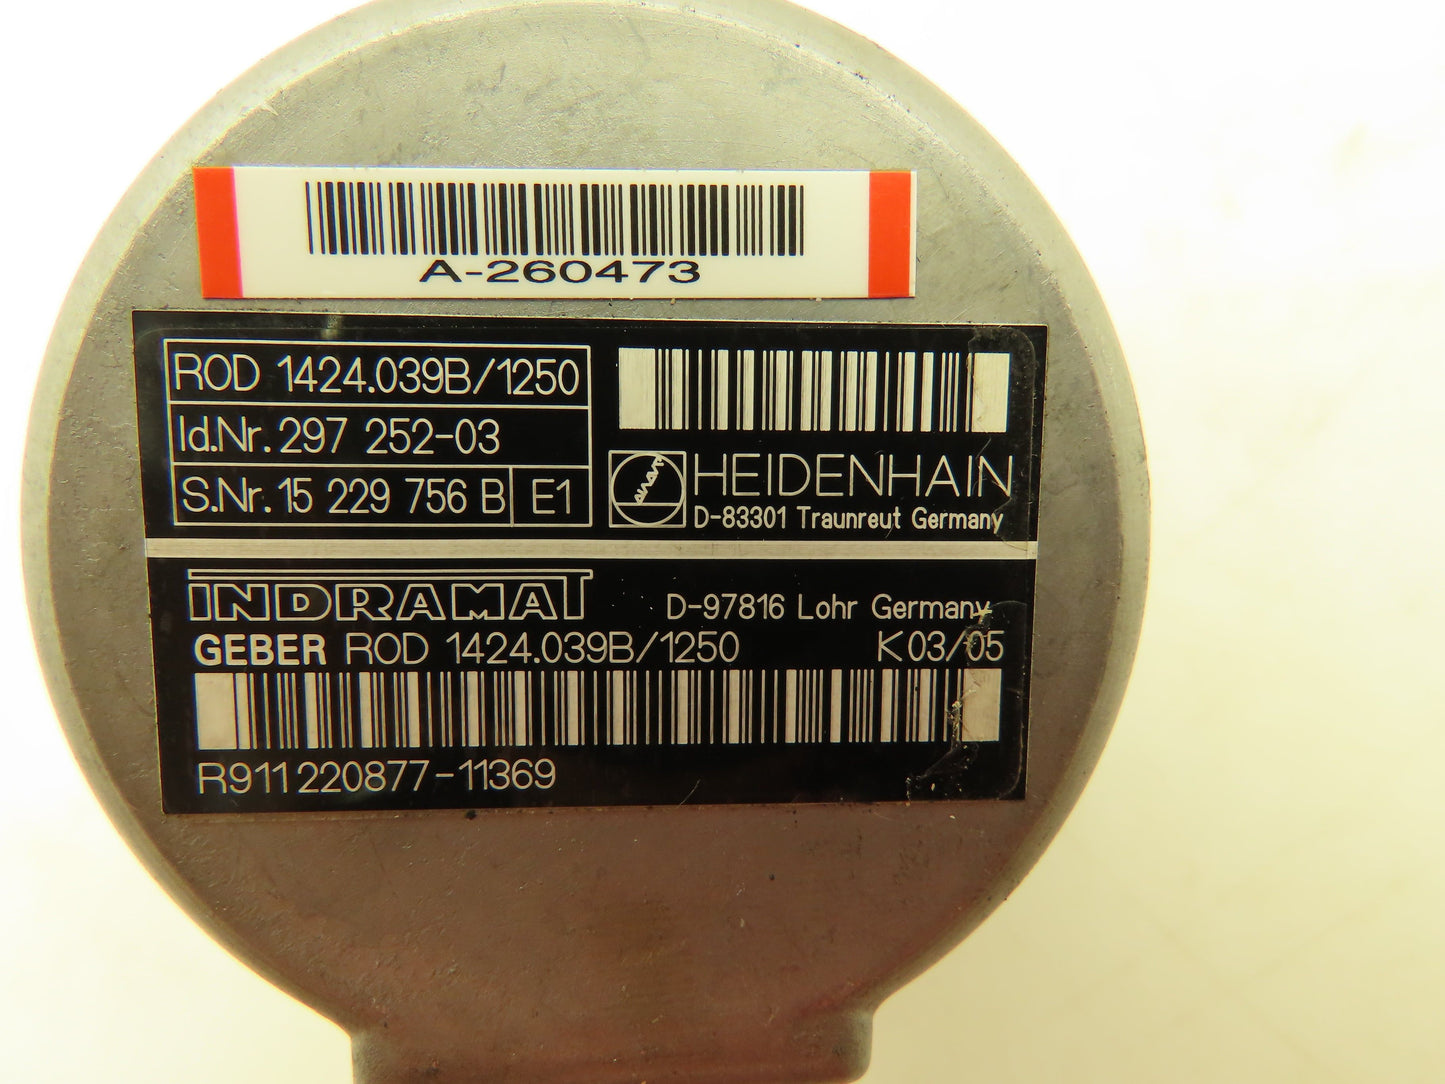 A-260473
ROD 1424.039B/1250
Id.Nr. 297 252-03
S.Nr. 15 229 756 B E1
HEIDENHAIN
D-83301 Traunreut Germany
INDRAMAT D-97816 Lohr Germany
GEBER ROD 1424.039B/1250 K03/05
R911220877-11369